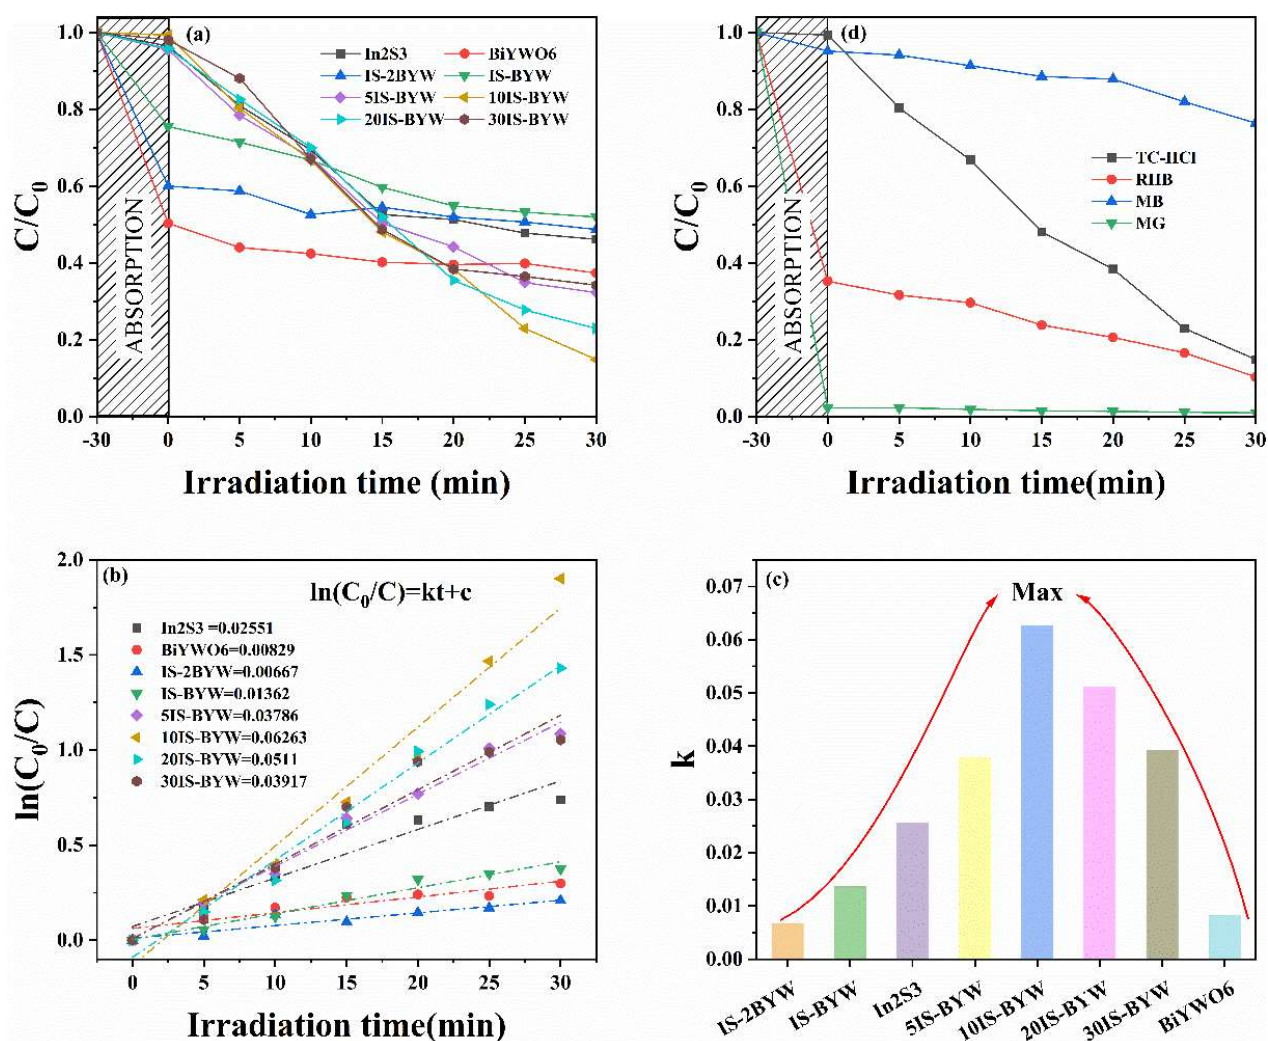 (a)
In2S3
BiYWO6
IS-2BYW
IS-BYW
5IS-BYW
10IS-BYW
20IS-BYW
30IS-BYW
1.0
0.8
0.6
0.4
0.2
0.0
C/C0
ABSORPTION
-30 0 5 10 15 20 25 30
Irradiation time (min)
(d)
TC-HCl
RHB
MB
MG
1.0
0.8
0.6
0.4
0.2
0.0
C/C0
ABSORPTION
-30 0 5 10 15 20 25 30
Irradiation time(min)
(b)
ln(C0/C)=kt+c
In2S3 =0.02551
BiYWO6=0.00829
IS-2BYW=0.00667
IS-BYW=0.01362
5IS-BYW=0.03786
10IS-BYW=0.06263
20IS-BYW=0.0511
30IS-BYW=0.03917
2.0
1.5
1.0
0.5
0.0
ln(C0/C)
0 5 10 15 20 25 30
Irradiation time(min)
(c)
Max
0.07
0.06
0.05
0.04
0.03
0.02
0.01
0.00
k
IS-2BYW
IS-BYW
In2S3
5IS-BYW
10IS-BYW
20IS-BYW
30IS-BYW
BiYWO6